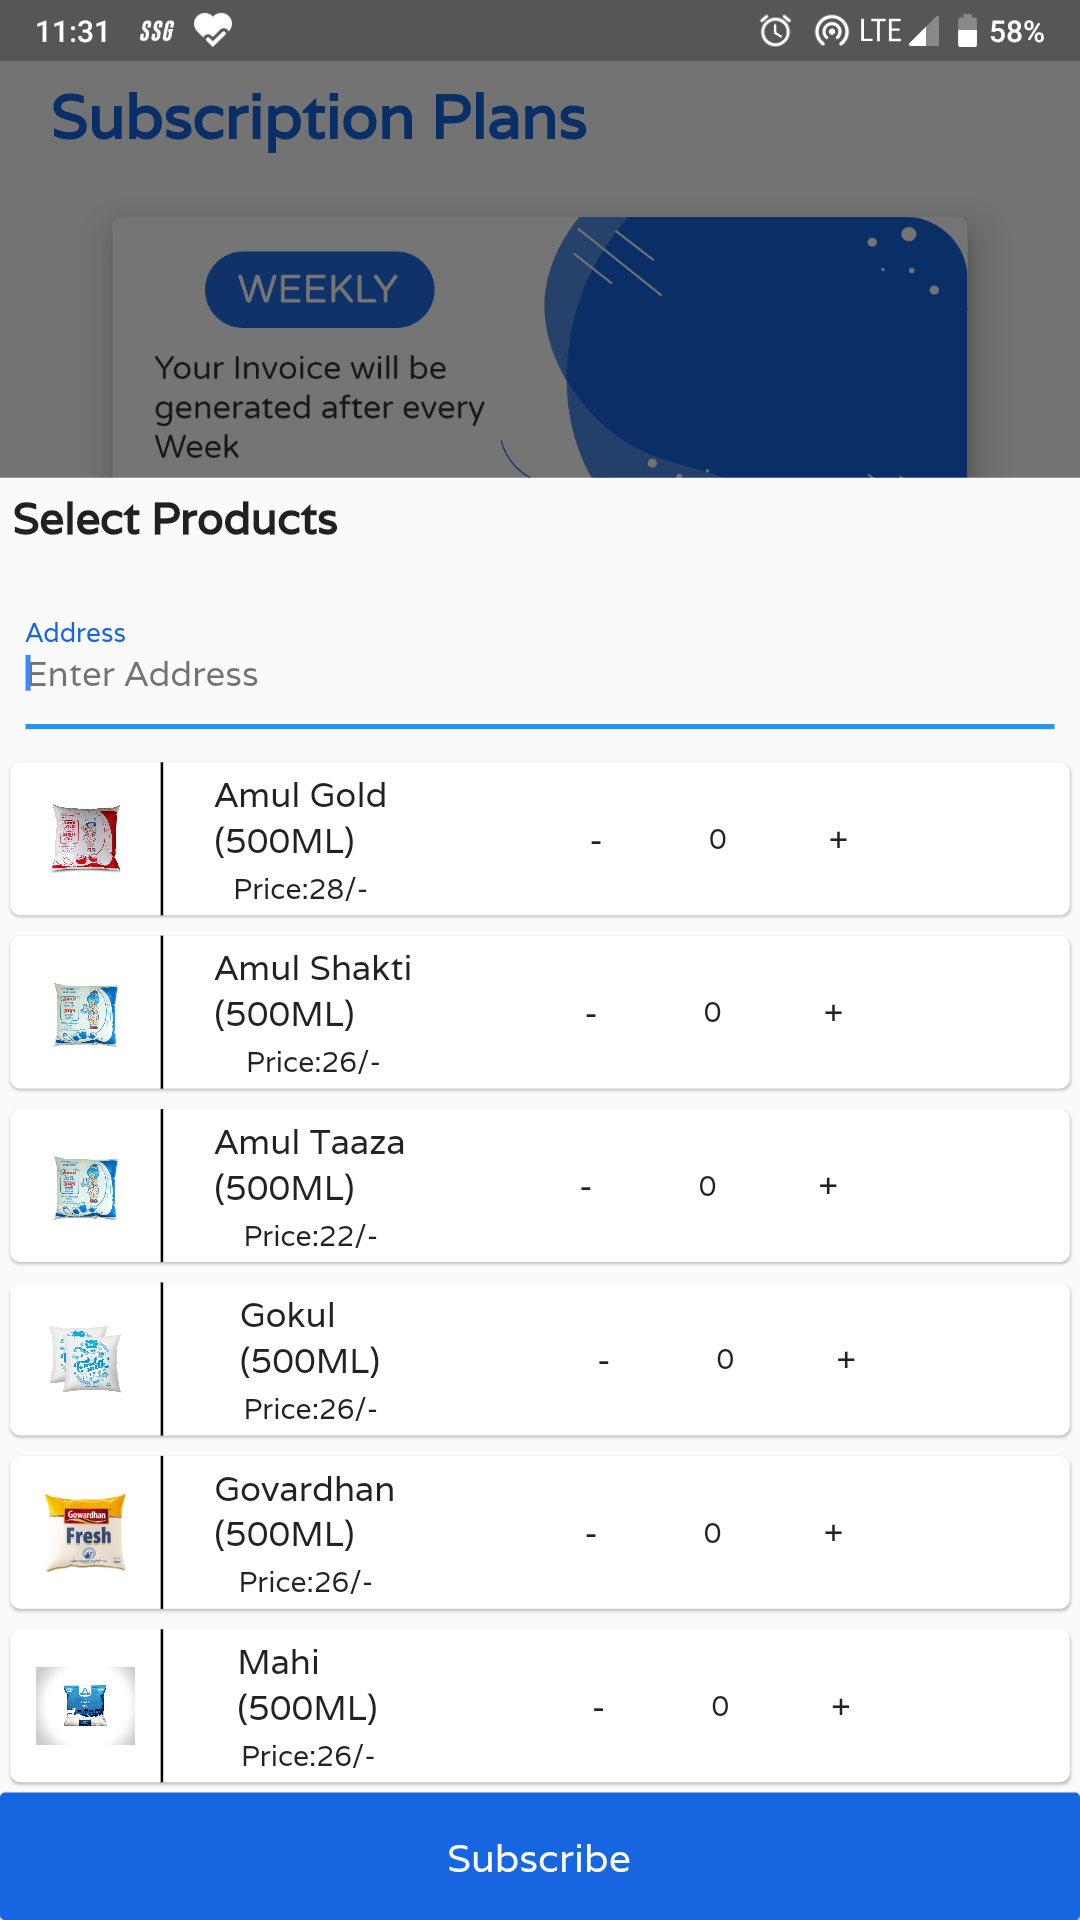 11:31 SSG LTE 58%
Subscription Plans
WEEKLY
Your Invoice will be
generated after every
Week
Select Products
Address
Enter Address
Amul Gold
(500ML)
- 0 +
Price:28/-
Amul Shakti
(500ML)
- 0 +
Price:26/-
Amul Taaza
(500ML)
- 0 +
Price:22/-
Gokul
(500ML)
- 0 +
Price:26/-
Gowardhan
Fresh
Govardhan
(500ML)
- 0 +
Price:26/-
Mahi
(500ML)
- 0 +
Price:26/-
Subscribe